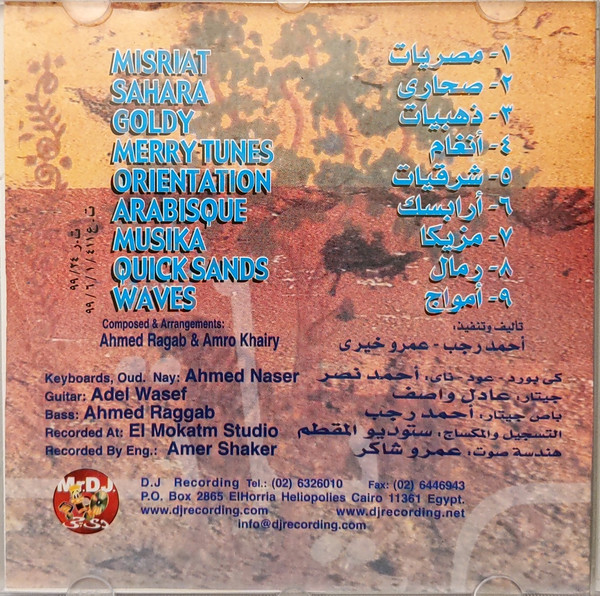 MISRIAT ١- مصريات
SAHARA ٢- صحارى
GOLDY ٣- ذهبيات
MERRY TUNES ٤- أنغام
ORIENTATION ٥- شرقيات
ARABISQUE ٦- أرابسك
MUSIKA ٧- مزيكا
QUICK SANDS ٨- رمال
WAVES ٩- أمواج
Composed & Arrangements: تأليف وتنفيذ:
Ahmed Ragab & Amro Khairy أحمد رجب - عمرو خيرى
Keyboards, Oud. Nay: Ahmed Naser كى بورد - عود - ناى: أحمد نصر
Guitar: Adel Wasef جيتار: عادل واصف
Bass: Ahmed Raggab باص جيتار: أحمد رجب
Recorded At: El Mokatm Studio التسجيل والمكساج: ستوديو المقطم
Recorded By Eng.: Amer Shaker هندسة صوت: عمرو شاكر
D.J Recording Tel.: (02) 6326010 Fax: (02) 6446943
P.O. Box 2865 ElHorria Heliopolies Cairo 11361 Egypt.
www.djrecording.com www.djrecording.net
info@djrecording.com
Mr.D.J.